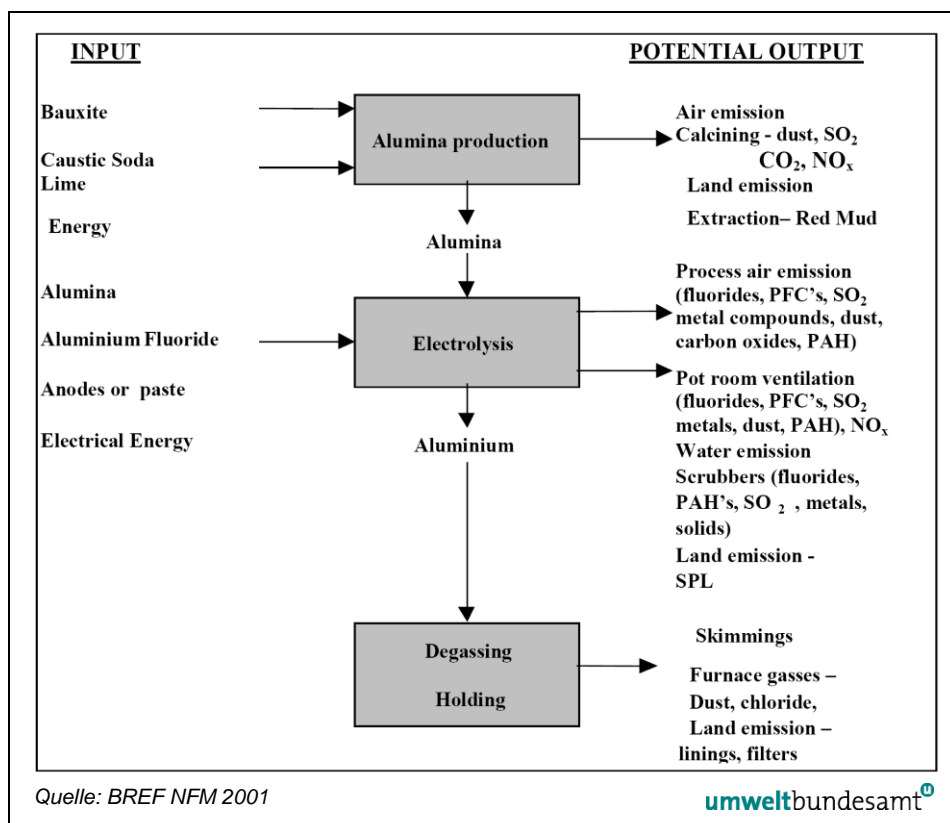 INPUT
POTENTIAL OUTPUT
Bauxite
Caustic Soda
Lime
Energy
Alumina production
Air emission
Calcining - dust, SO₂
CO₂, NOₓ
Land emission
Extraction– Red Mud
Alumina
Alumina
Aluminium Fluoride
Anodes or paste
Electrical Energy
Electrolysis
Process air emission
(fluorides, PFC's, SO₂
metal compounds, dust,
carbon oxides, PAH)
Pot room ventilation
(fluorides, PFC's, SO₂
metals, dust, PAH), NOₓ
Water emission
Scrubbers (fluorides,
PAH's, SO ₂ , metals,
solids)
Land emission -
SPL
Aluminium
Degassing
Holding
Skimmings
Furnace gasses –
Dust, chloride,
Land emission –
linings, filters
Quelle: BREF NFM 2001
umweltbundesamt
u